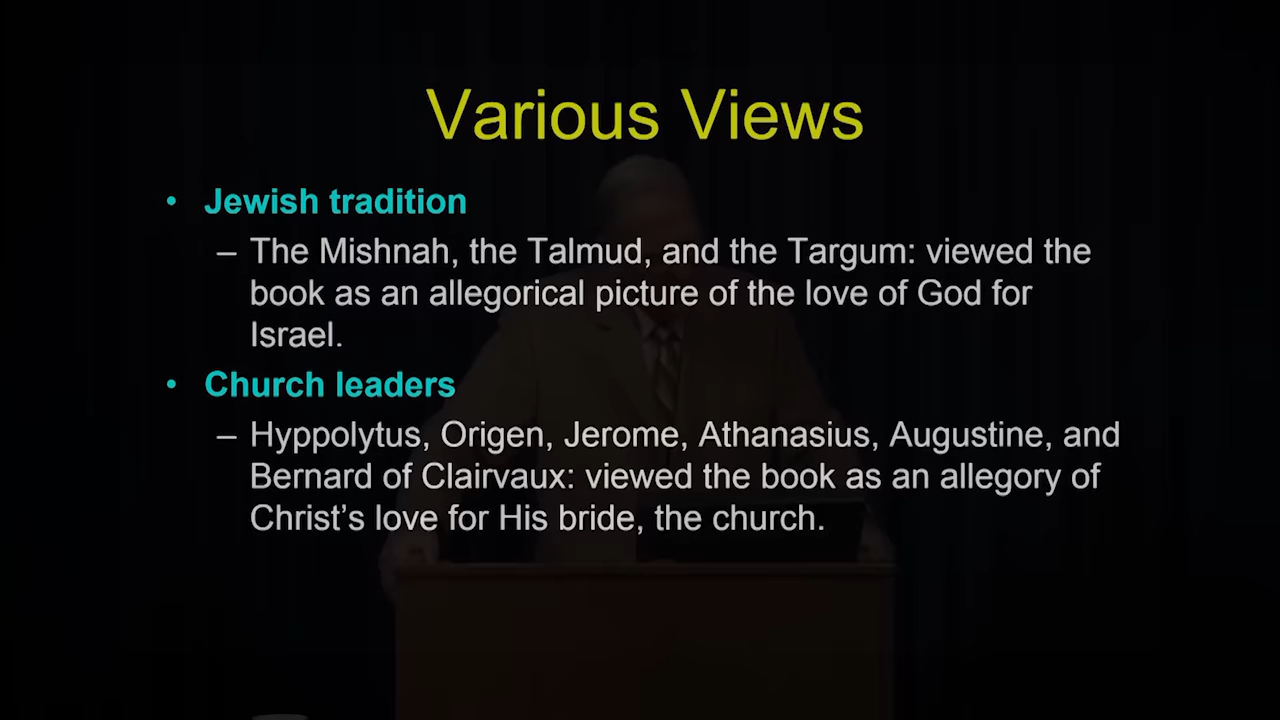 Various Views
• Jewish tradition
– The Mishnah, the Talmud, and the Targum: viewed the
book as an allegorical picture of the love of God for
Israel.
• Church leaders
– Hyppolytus, Origen, Jerome, Athanasius, Augustine, and
Bernard of Clairvaux: viewed the book as an allegory of
Christ’s love for His bride, the church.